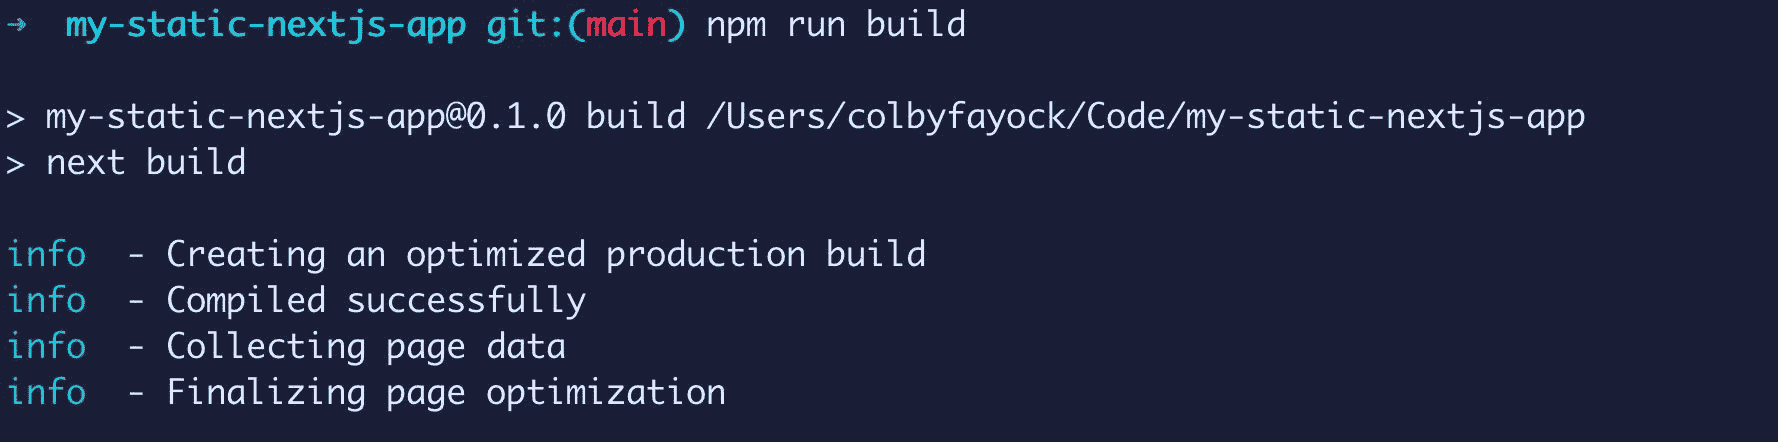 → my-static-nextjs-app git:(main) npm run build
> my-static-nextjs-app@0.1.0 build /Users/colbyfayock/Code/my-static-nextjs-app
> next build
info - Creating an optimized production build
info - Compiled successfully
info - Collecting page data
info - Finalizing page optimization